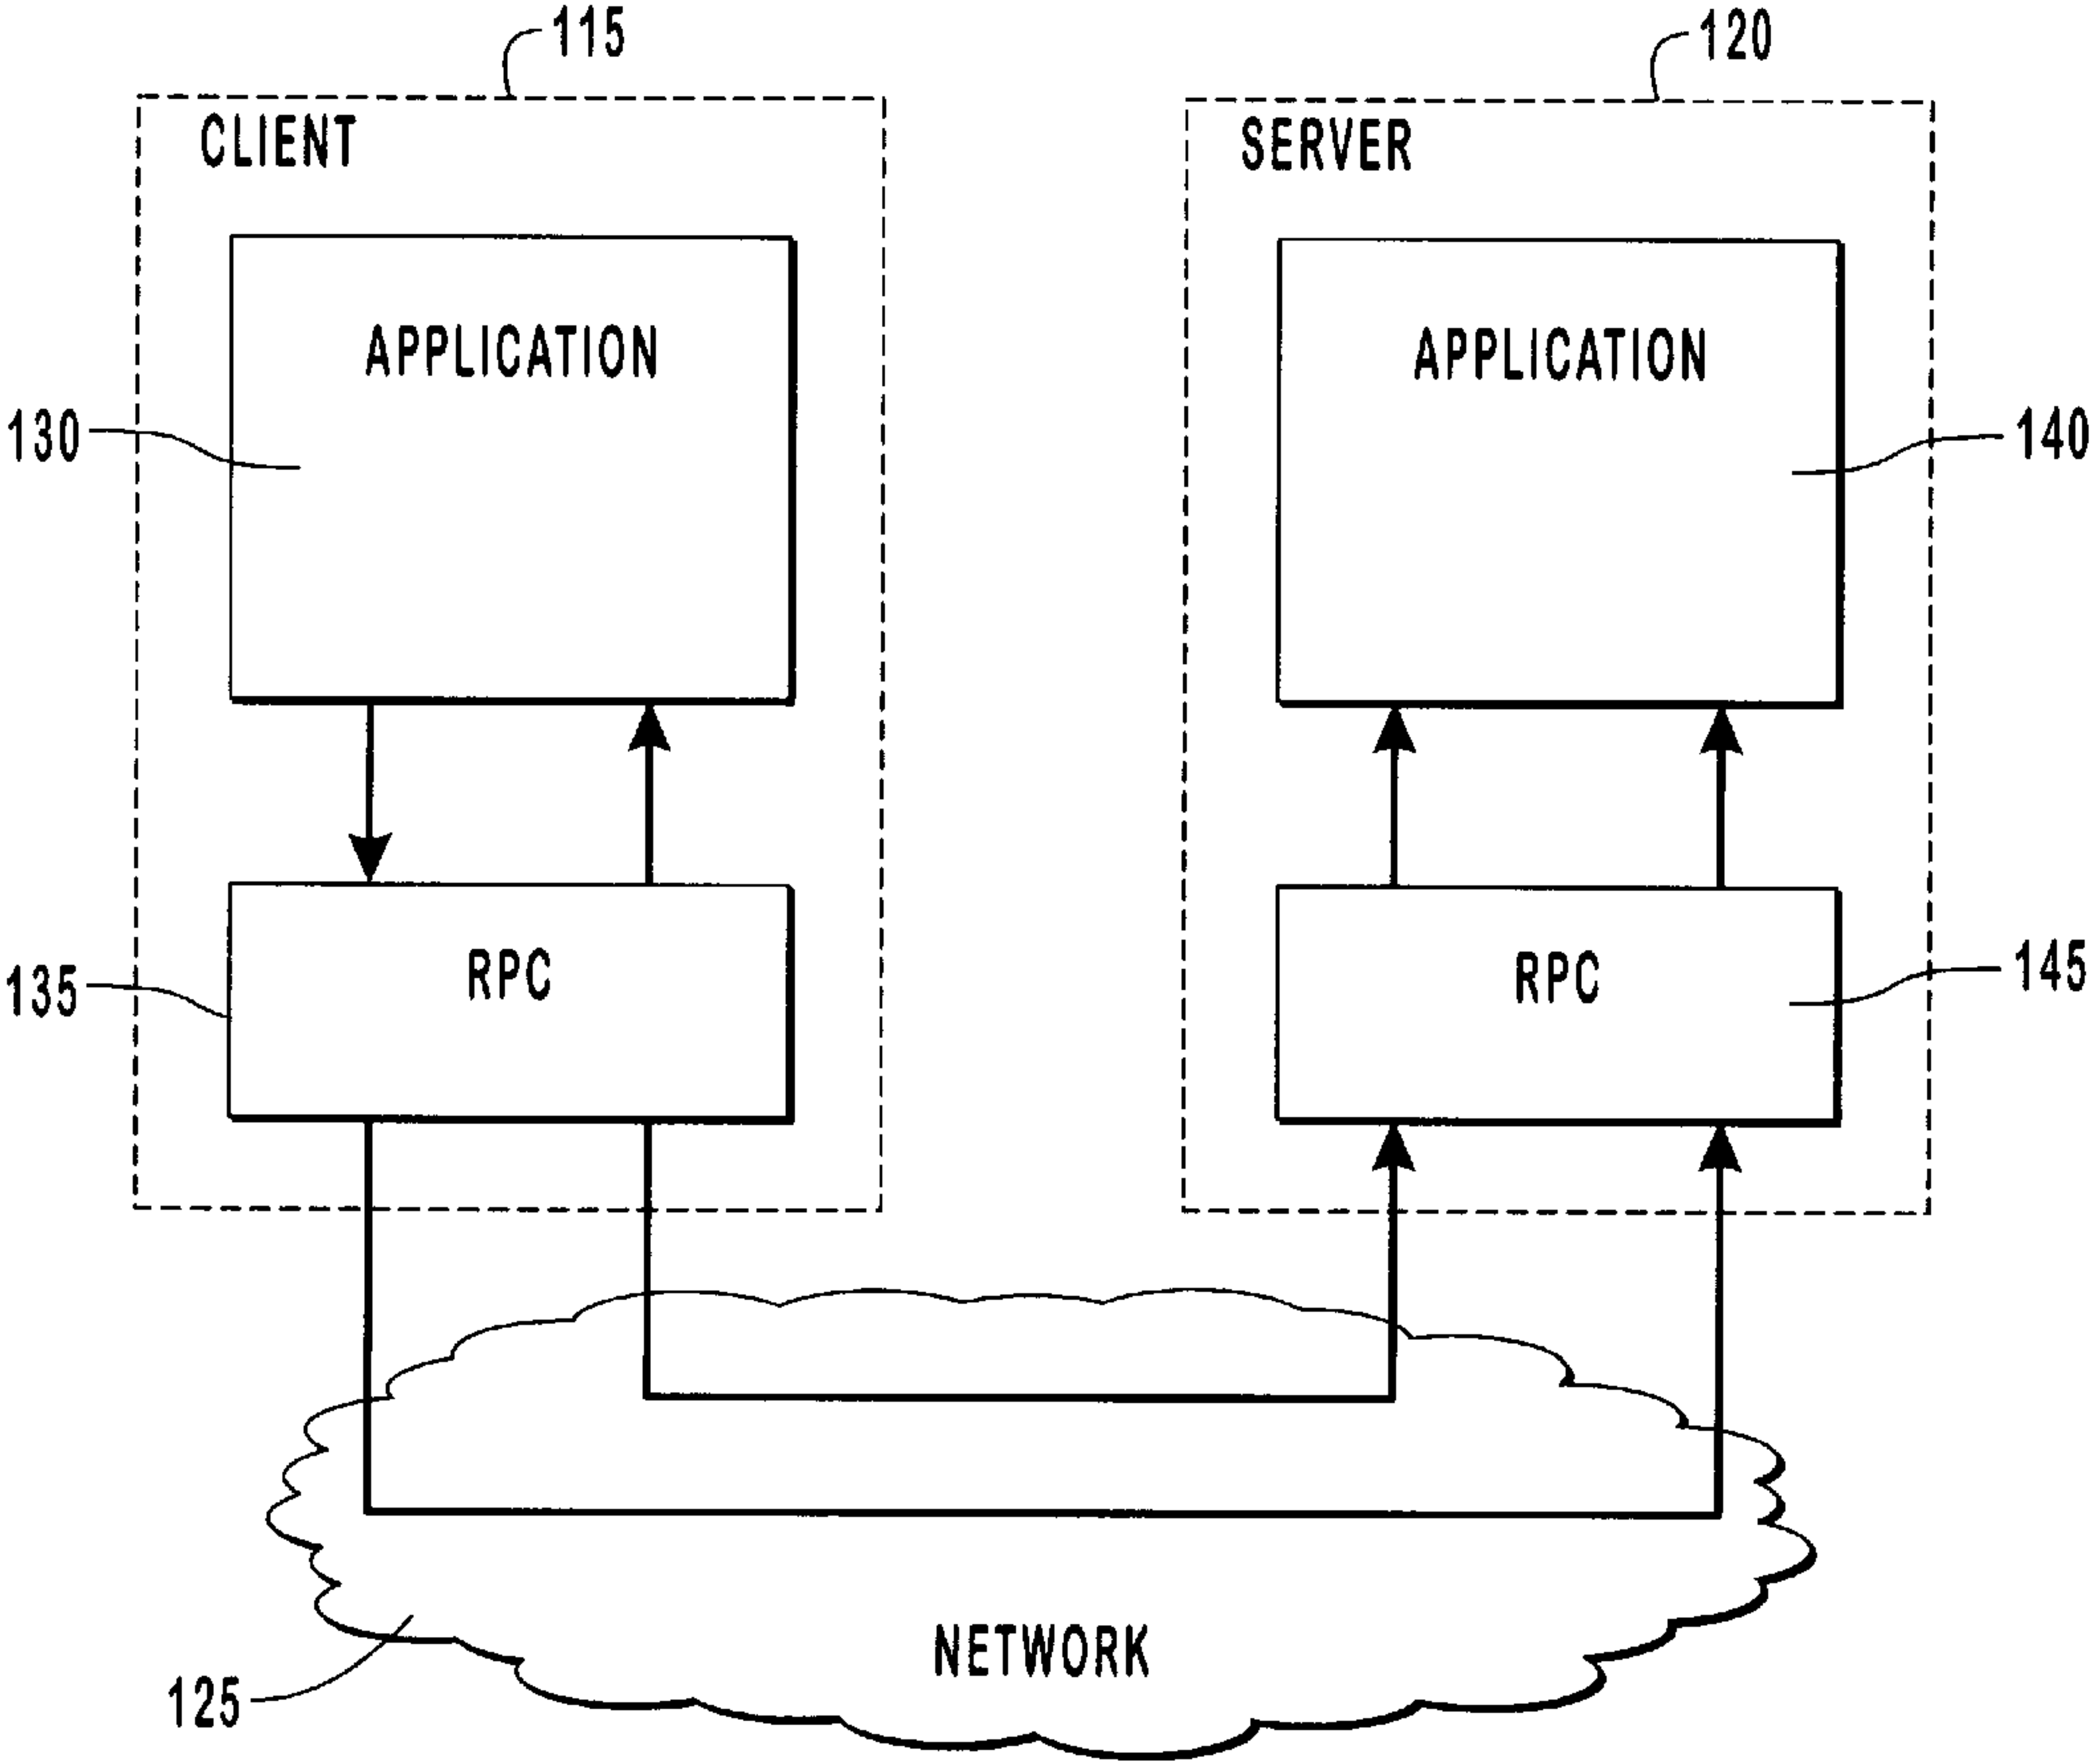 115
120
CLIENT
SERVER
APPLICATION
APPLICATION
130
140
RPC
RPC
135
145
NETWORK
125